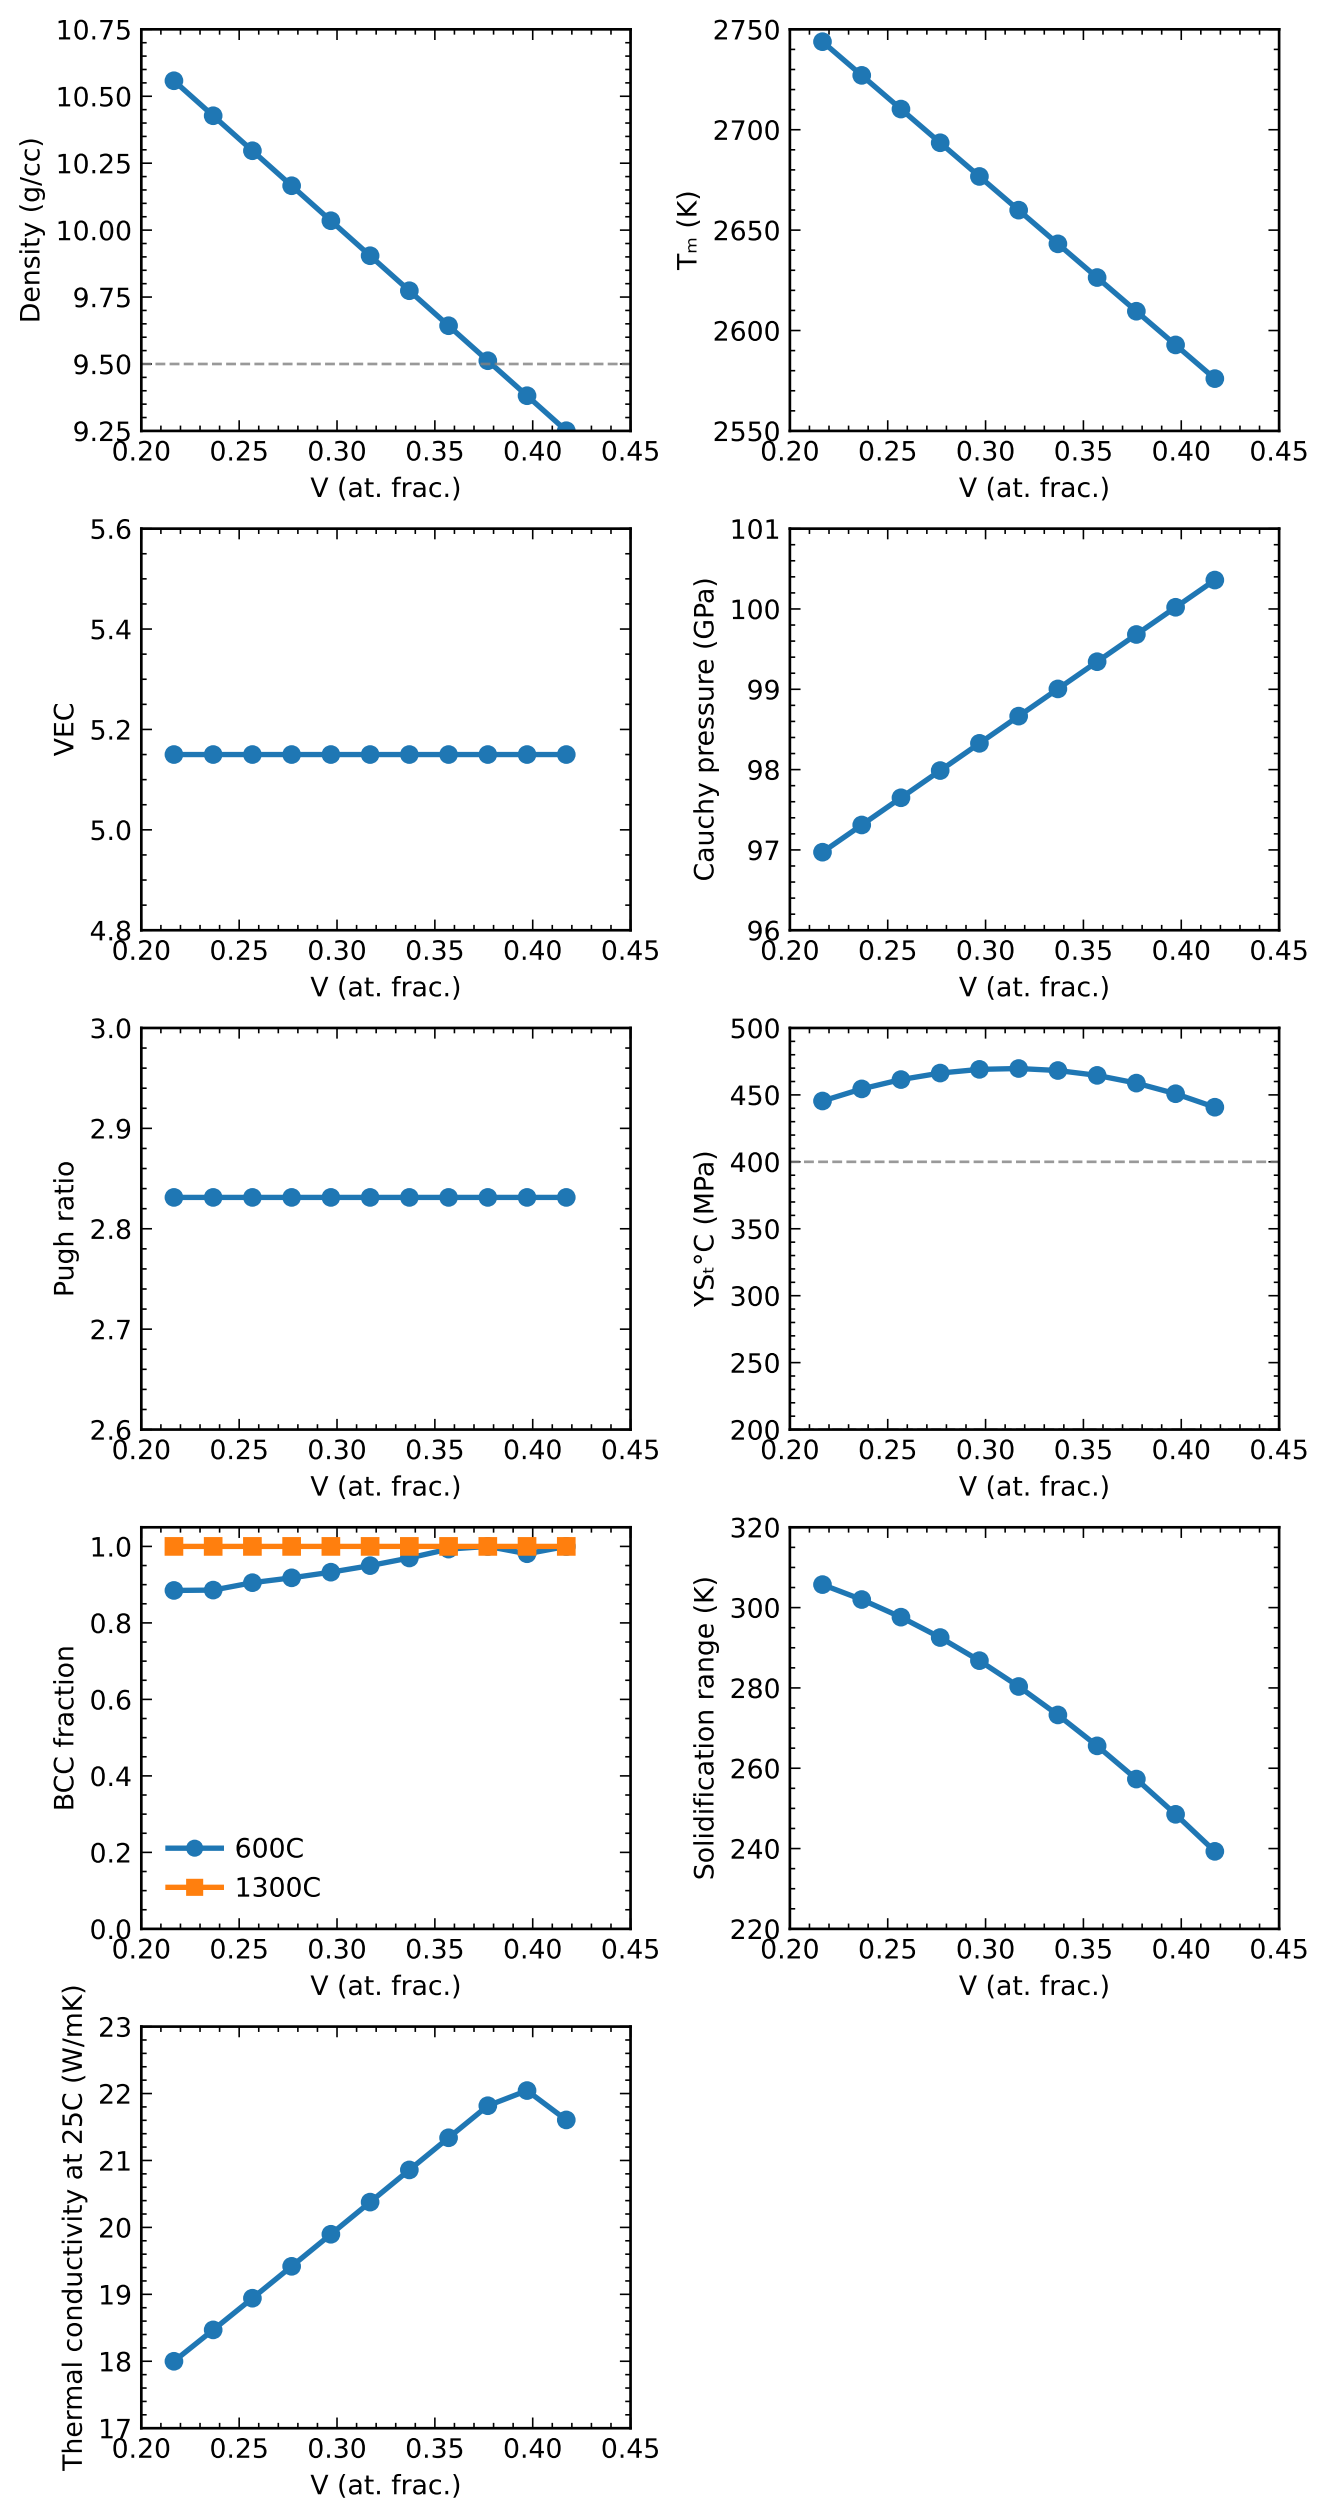 10.75
10.50
10.25
10.00
9.75
9.50
9.25
Density (g/cc)
0.20 0.25 0.30 0.35 0.40 0.45
V (at. frac.)
2750
2700
2650
2600
2550
Tₘ (K)
0.20 0.25 0.30 0.35 0.40 0.45
V (at. frac.)
5.6
5.4
5.2
5.0
4.8
VEC
0.20 0.25 0.30 0.35 0.40 0.45
V (at. frac.)
101
100
99
98
97
96
Cauchy pressure (GPa)
0.20 0.25 0.30 0.35 0.40 0.45
V (at. frac.)
3.0
2.9
2.8
2.7
2.6
Pugh ratio
0.20 0.25 0.30 0.35 0.40 0.45
V (at. frac.)
500
450
400
350
300
250
200
YSₜ°C (MPa)
0.20 0.25 0.30 0.35 0.40 0.45
V (at. frac.)
1.0
0.8
0.6
0.4
0.2
0.0
BCC fraction
600C
1300C
0.20 0.25 0.30 0.35 0.40 0.45
V (at. frac.)
320
300
280
260
240
220
Solidification range (K)
0.20 0.25 0.30 0.35 0.40 0.45
V (at. frac.)
23
22
21
20
19
18
17
Thermal conductivity at 25C (W/mK)
0.20 0.25 0.30 0.35 0.40 0.45
V (at. frac.)